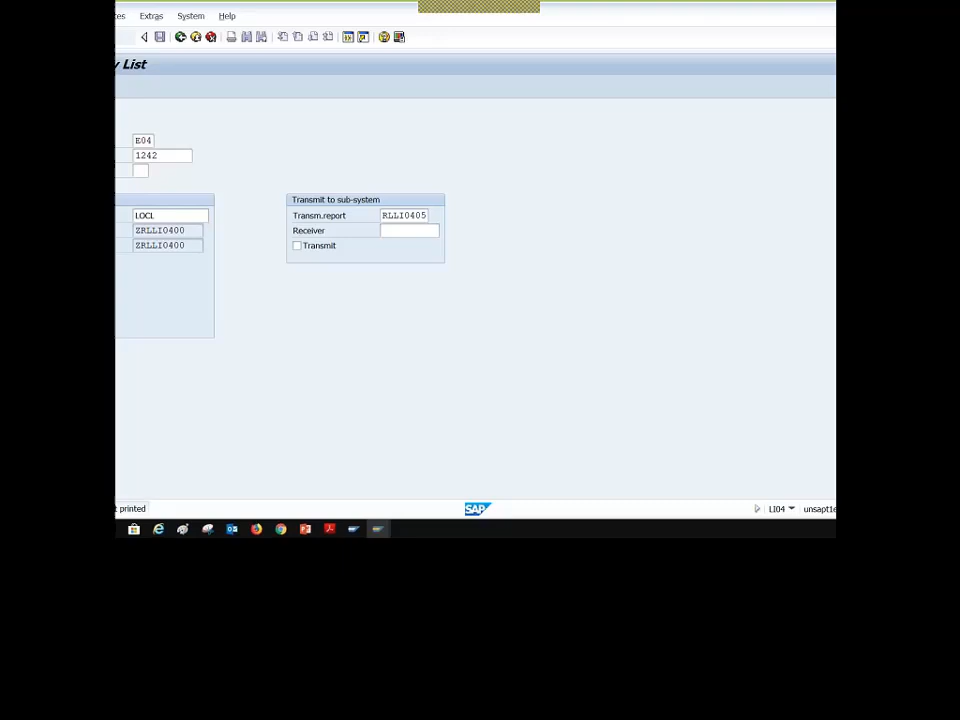 tes Extras System Help
y List
E04
1242
Transmit to sub-system
LOCL Transm.report RLLI0405
ZRLLI0400 Receiver
ZRLLI0400 Transmit
t printed SAP LI04 unsapt1e